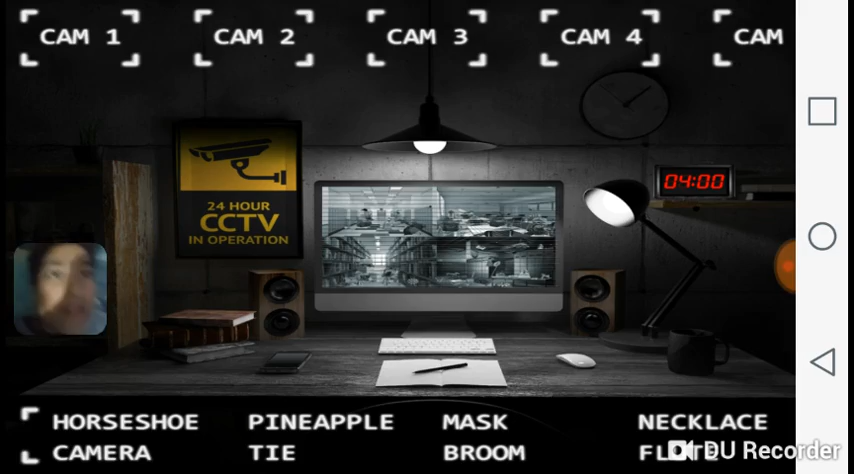 CAM 1 CAM 2 CAM 3 CAM 4 CAM
04:00
24 HOUR
CCTV
IN OPERATION
HORSESHOE PINEAPPLE MASK NECKLACE
CAMERA TIE BROOM
DU Recorder